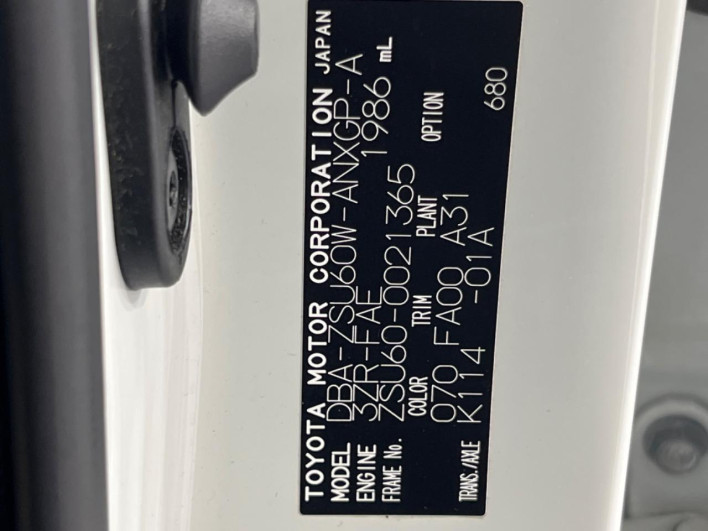 TOYOTA MOTOR CORPORATION JAPAN
MODEL DBA-ZSU60W-ANXGP-A
ENGINE 3ZR-FAE 1986 mL
FRAME No. ZSU60-0021365
COLOR TRIM PLANT OPTION
070 FA00 A31
TRANS./AXLE K114 -01A 680